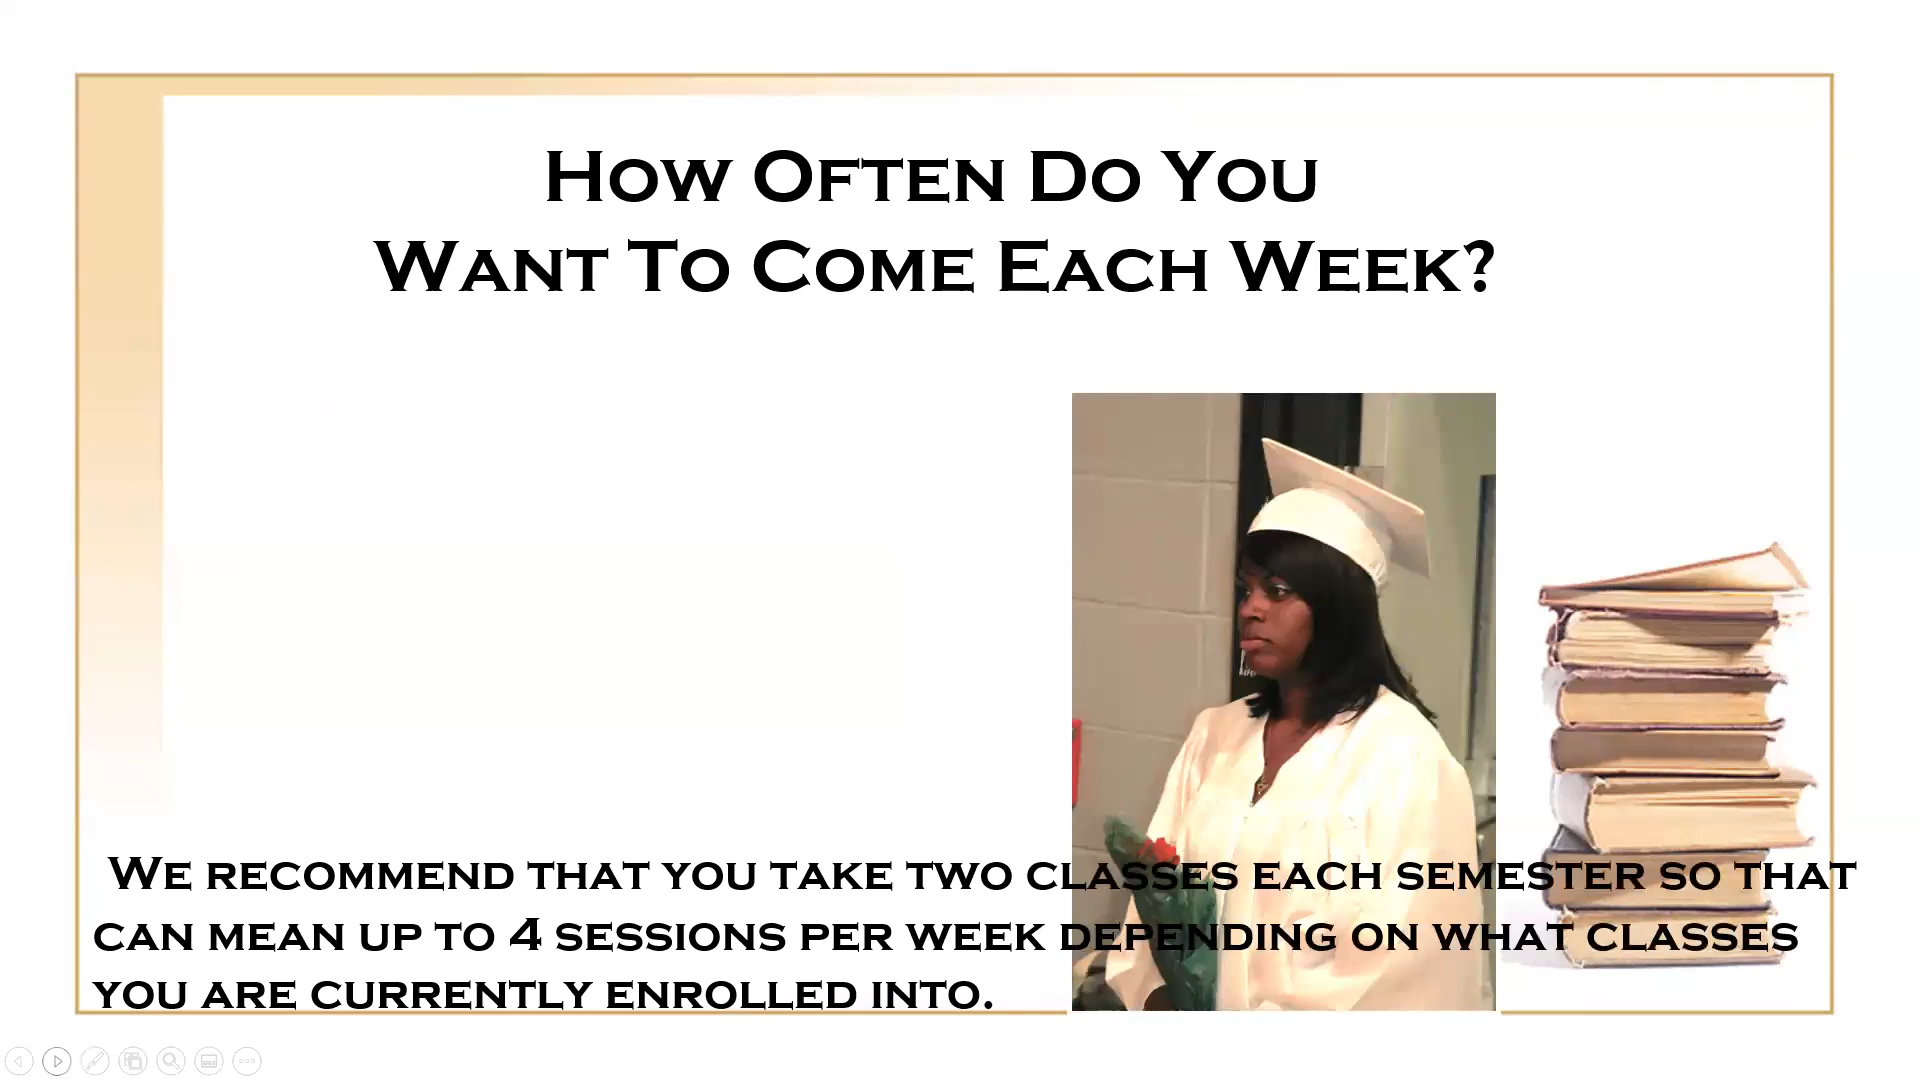 How Often Do You
Want To Come Each Week?
We recommend that you take two classes each semester so that
can mean up to 4 sessions per week depending on what classes
you are currently enrolled into.